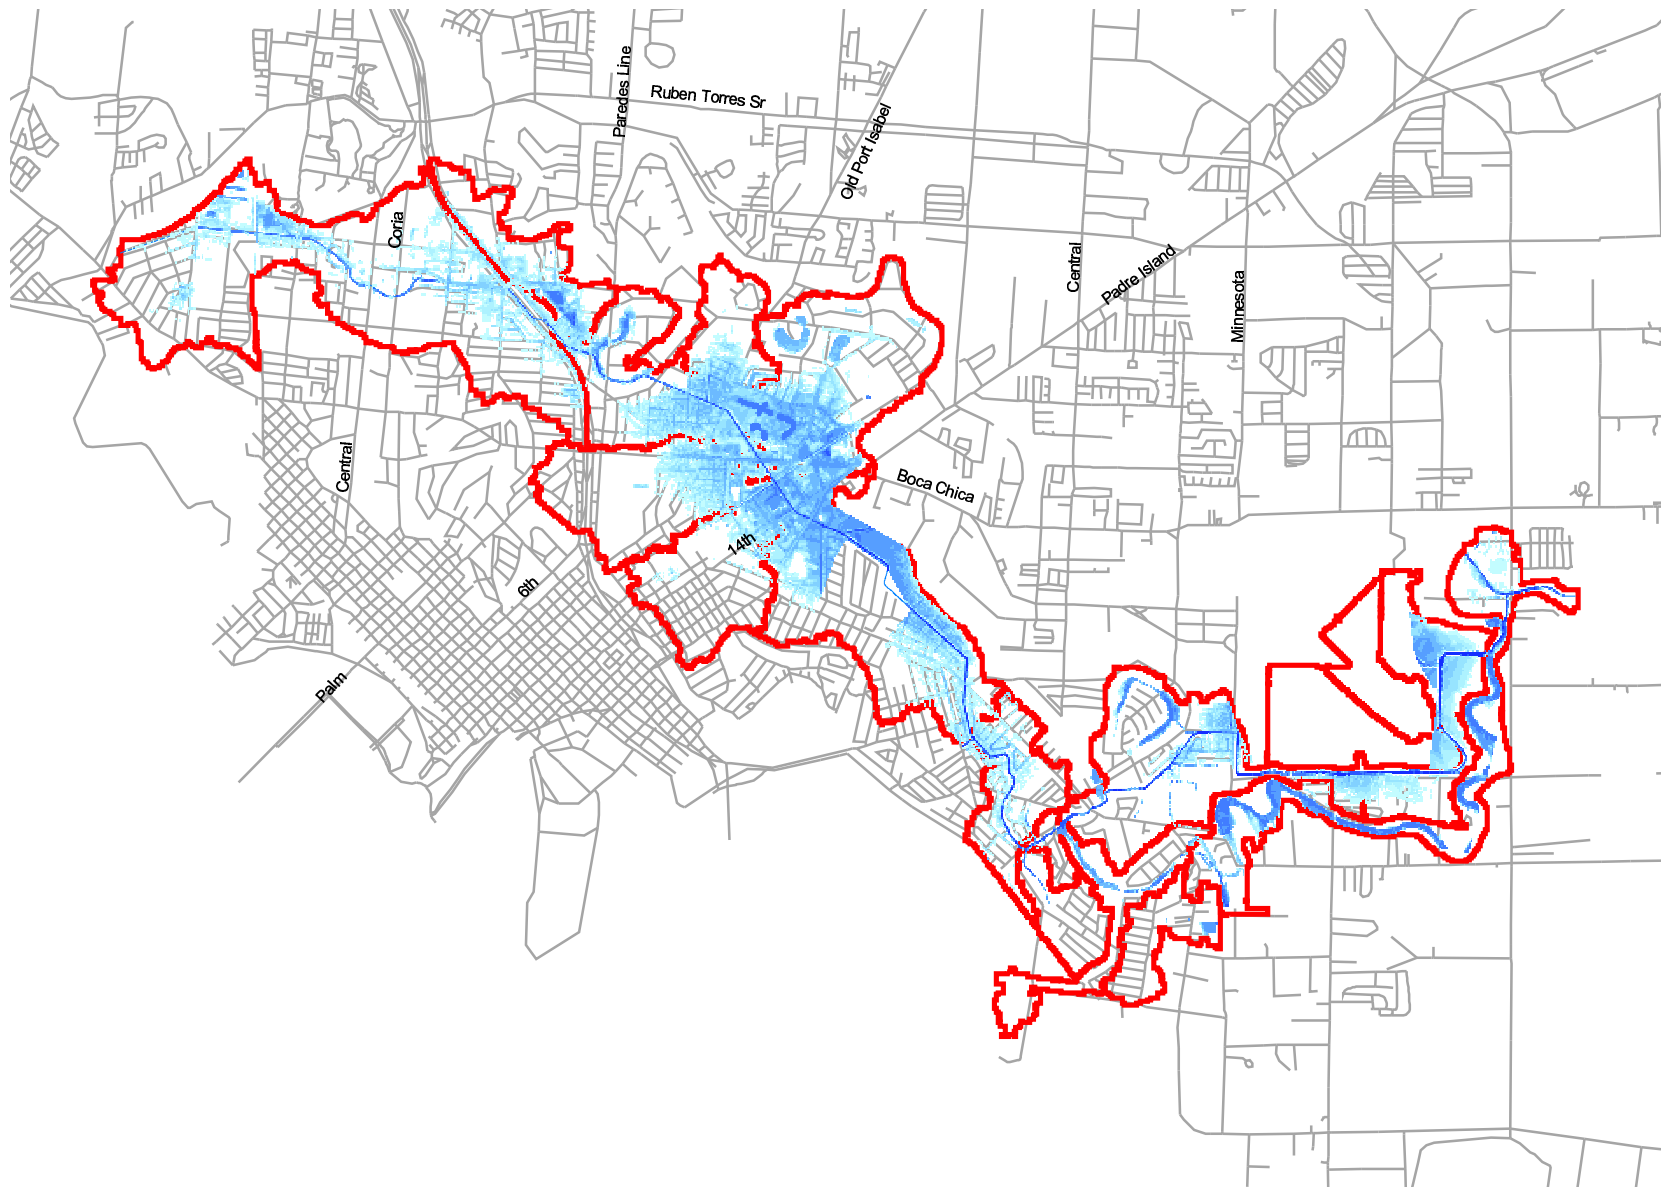 Paredes Line
Ruben Torres Sr
Old Port Isabel
Coria
Central
Padre Island
Minnesota
Central
Boca Chica
14th
6th
Palm